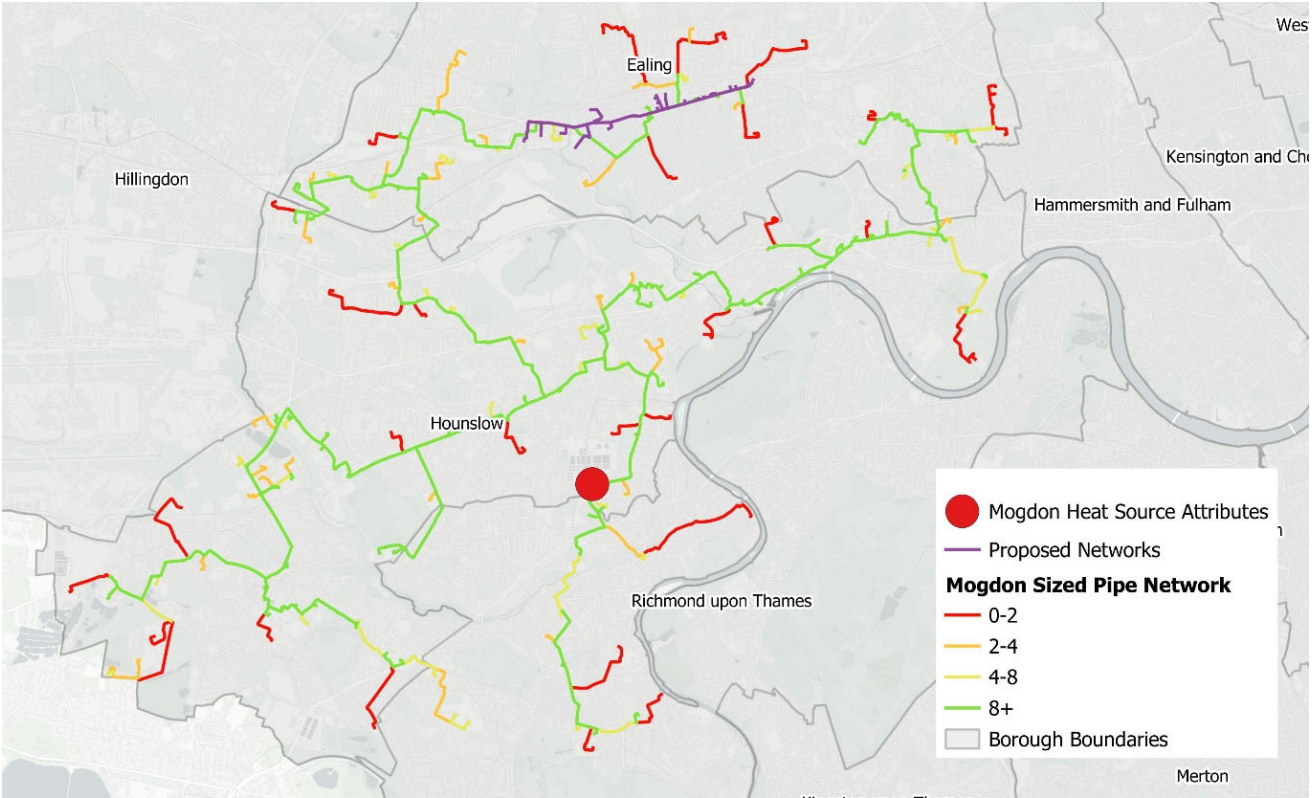 Wes
Ealing
Kensington and Che
Hillingdon
Hammersmith and Fulham
Hounslow
Richmond upon Thames
Mogdon Heat Source Attributes
Proposed Networks
Mogdon Sized Pipe Network
0-2
2-4
4-8
8+
Borough Boundaries
n
Merton